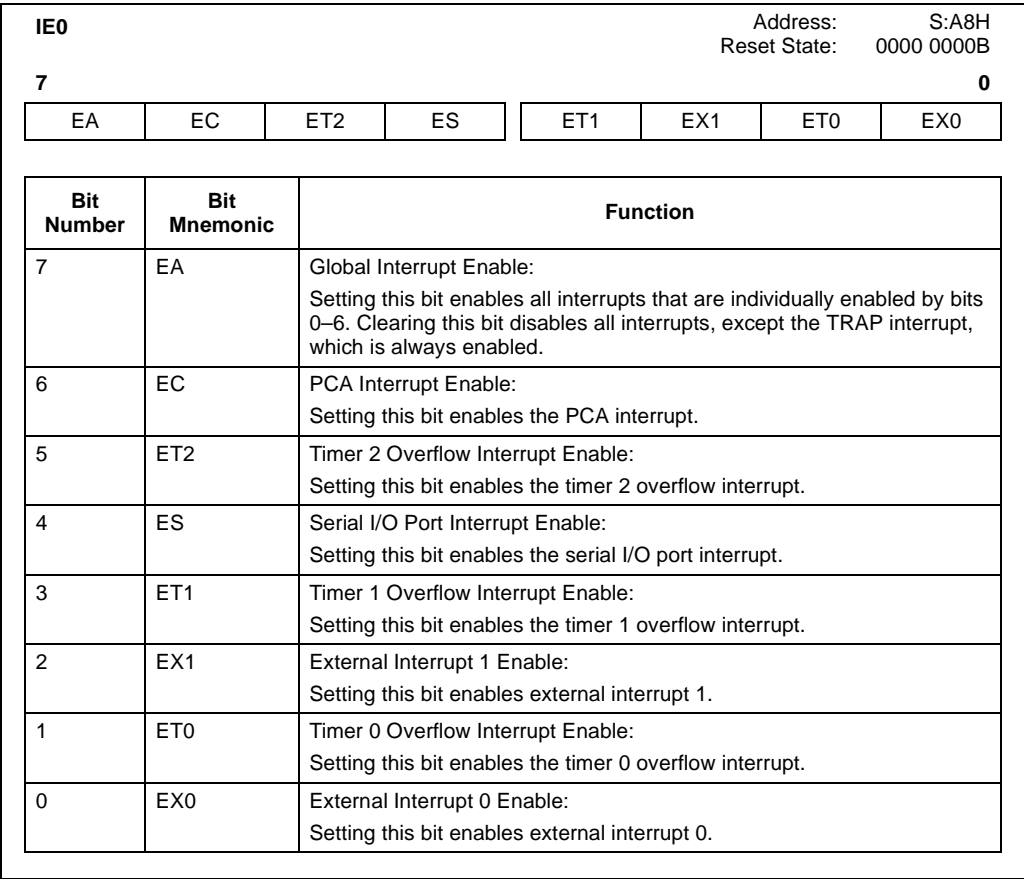 IE0 Address: S:A8H
Reset State: 0000 0000B
7 0
EA EC ET2 ES ET1 EX1 ET0 EX0
Bit Number Bit Mnemonic Function
7 EA Global Interrupt Enable:
Setting this bit enables all interrupts that are individually enabled by bits
0–6. Clearing this bit disables all interrupts, except the TRAP interrupt,
which is always enabled.
6 EC PCA Interrupt Enable:
Setting this bit enables the PCA interrupt.
5 ET2 Timer 2 Overflow Interrupt Enable:
Setting this bit enables the timer 2 overflow interrupt.
4 ES Serial I/O Port Interrupt Enable:
Setting this bit enables the serial I/O port interrupt.
3 ET1 Timer 1 Overflow Interrupt Enable:
Setting this bit enables the timer 1 overflow interrupt.
2 EX1 External Interrupt 1 Enable:
Setting this bit enables external interrupt 1.
1 ET0 Timer 0 Overflow Interrupt Enable:
Setting this bit enables the timer 0 overflow interrupt.
0 EX0 External Interrupt 0 Enable:
Setting this bit enables external interrupt 0.